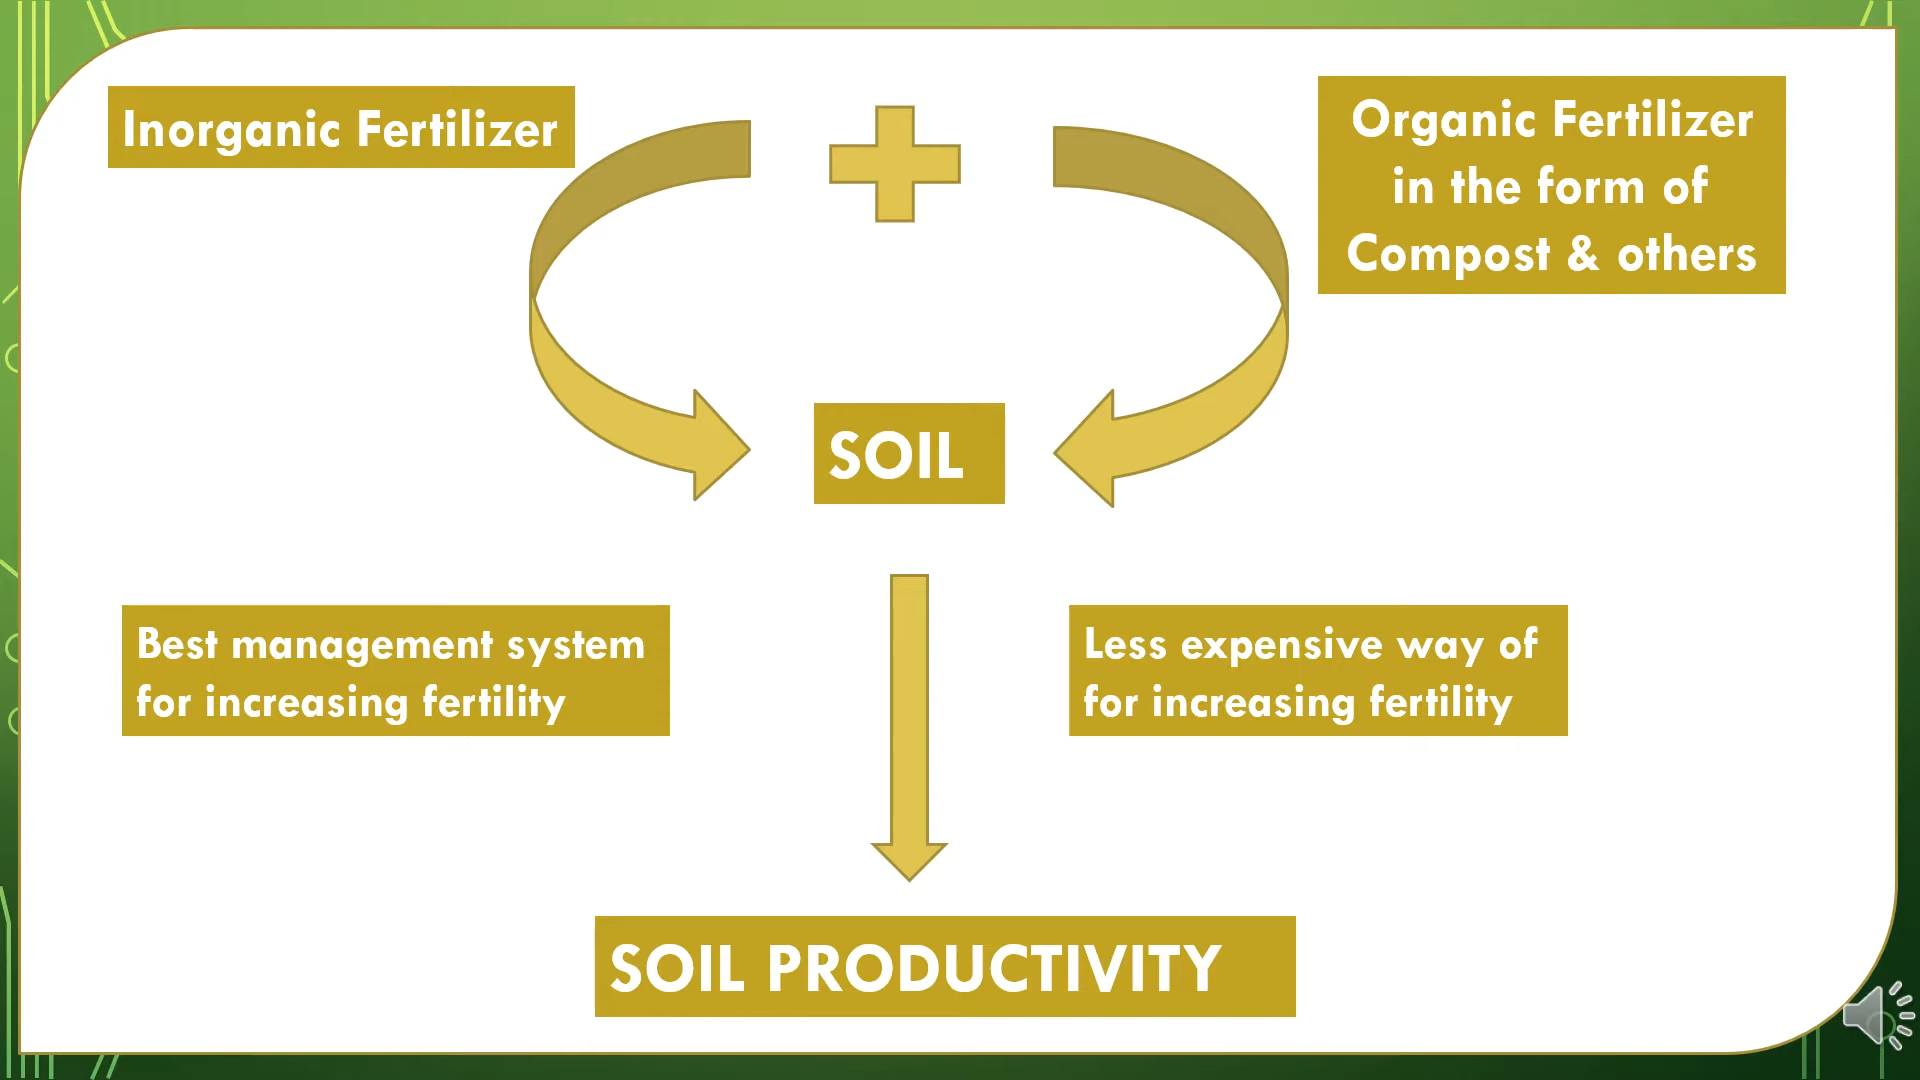 Inorganic Fertilizer
Organic Fertilizer
in the form of
Compost & others
SOIL
Best management system
for increasing fertility
Less expensive way of
for increasing fertility
SOIL PRODUCTIVITY